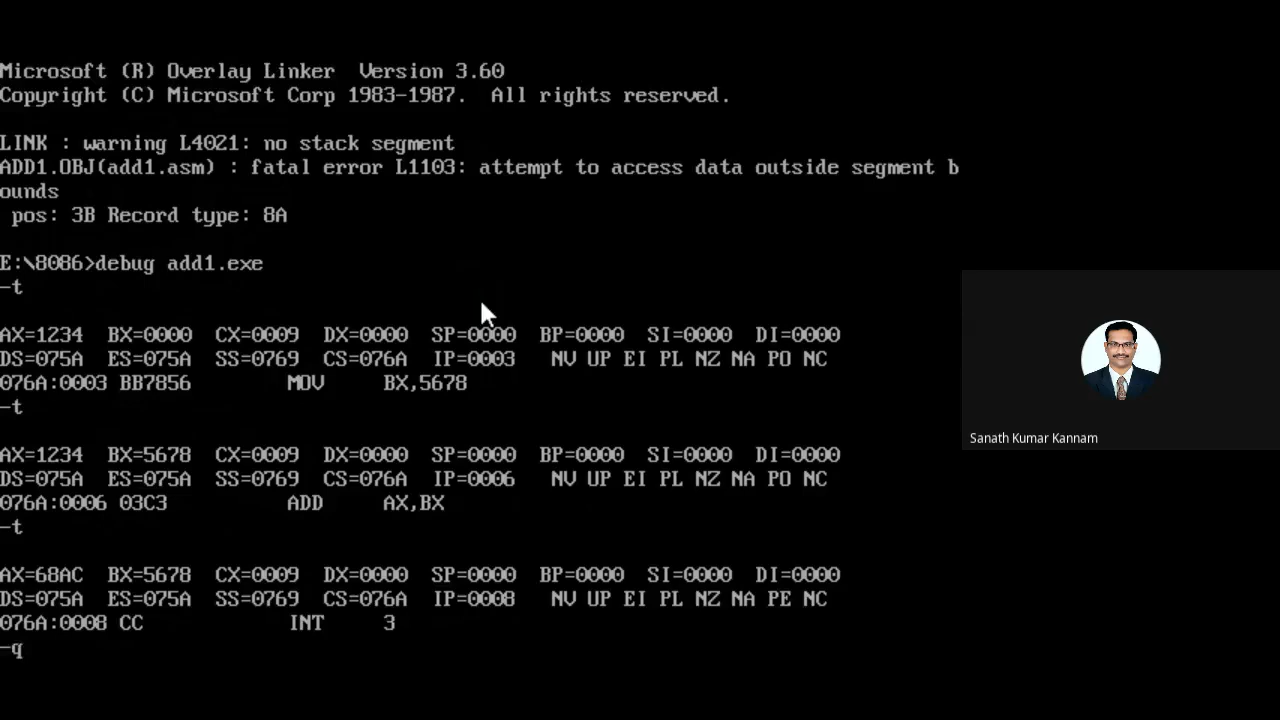 Microsoft (R) Overlay Linker  Version 3.60
Copyright (C) Microsoft Corp 1983-1987.  All rights reserved.
LINK : warning L4021: no stack segment
ADD1.OBJ(add1.asm) : fatal error L1103: attempt to access data outside segment b
ounds
 pos: 3B Record type: 8A
E:\8086>debug add1.exe
-t
AX=1234  BX=0000  CX=0009  DX=0000  SP=0000  BP=0000  SI=0000  DI=0000
DS=075A  ES=075A  SS=0769  CS=076A  IP=0003   NV UP EI PL NZ NA PO NC
076A:0003 BB7856        MOV     BX,5678
-t
AX=1234  BX=5678  CX=0009  DX=0000  SP=0000  BP=0000  SI=0000  DI=0000
DS=075A  ES=075A  SS=0769  CS=076A  IP=0006   NV UP EI PL NZ NA PO NC
076A:0006 03C3          ADD     AX,BX
-t
AX=68AC  BX=5678  CX=0009  DX=0000  SP=0000  BP=0000  SI=0000  DI=0000
DS=075A  ES=075A  SS=0769  CS=076A  IP=0008   NV UP EI PL NZ NA PE NC
076A:0008 CC            INT     3
-q
Sanath Kumar Kannam